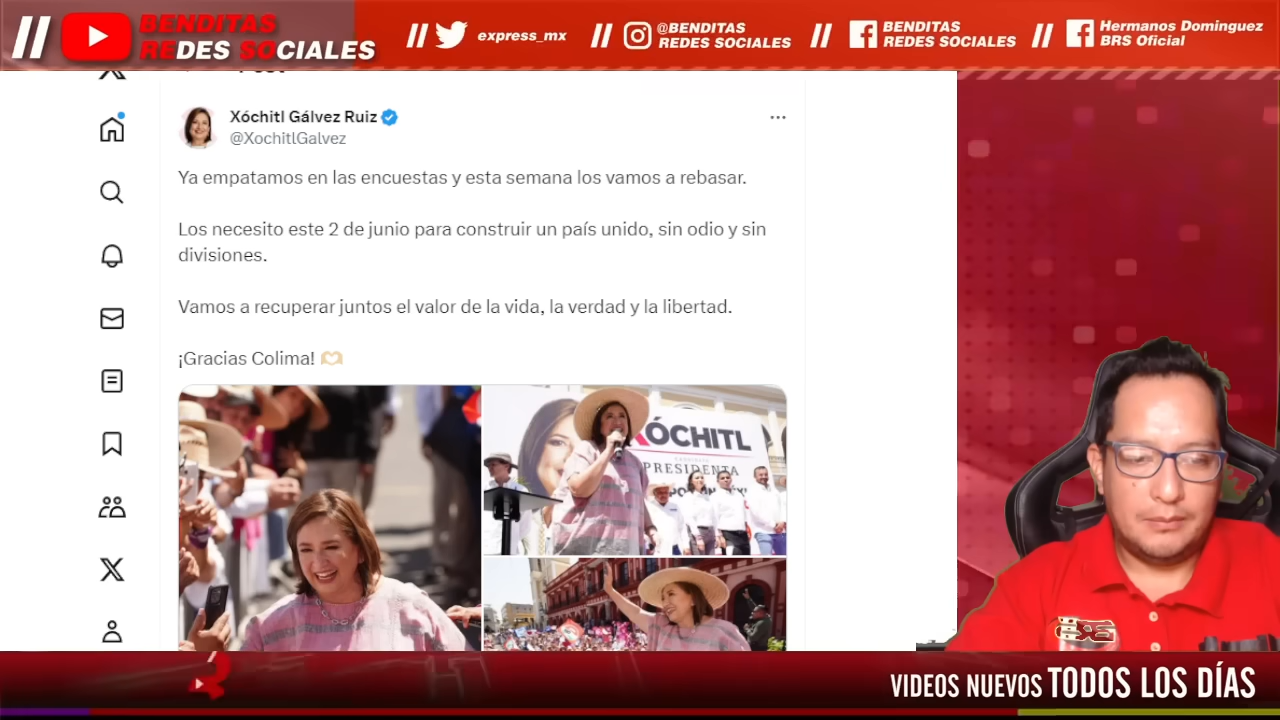 BENDITAS
REDES SOCIALES
express_mx
@BENDITAS
REDES SOCIALES
BENDITAS
REDES SOCIALES
Hermanos Dominguez
BRS Oficial
Post
Xóchitl Gálvez Ruiz
@XochitlGalvez
Ya empatamos en las encuestas y esta semana los vamos a rebasar.
Los necesito este 2 de junio para construir un país unido, sin odio y sin
divisiones.
Vamos a recuperar juntos el valor de la vida, la verdad y la libertad.
¡Gracias Colima! 🫶🏼
XÓCHITL
PRESIDENTA
VIDEOS NUEVOS TODOS LOS DÍAS